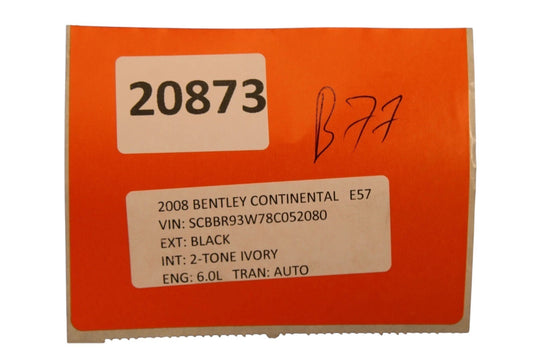 20873
B77
2008 BENTLEY CONTINENTAL E57
VIN: SCBBR93W78C052080
EXT: BLACK
INT: 2-TONE IVORY
ENG: 6.0L TRAN: AUTO